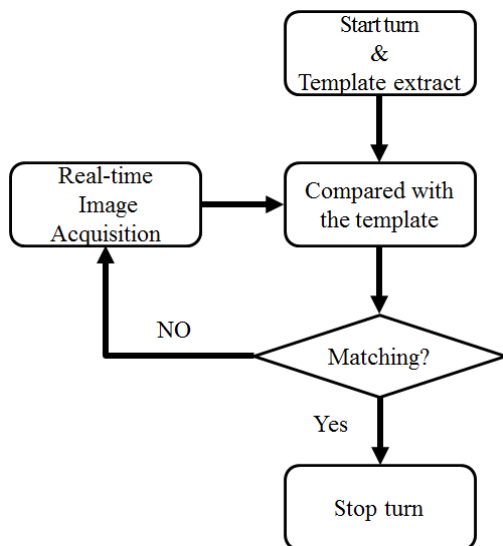 Start turn
&
Template extract
Real-time
Image
Acquisition
Compared with
the template
NO
Matching?
Yes
Stop turn